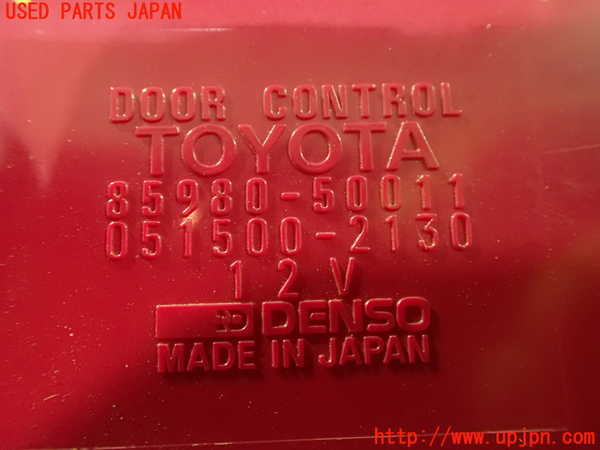 USED PARTS JAPAN
DOOR CONTROL
TOYOTA
85980-50011
051500-2130
12V
ND DENSO
MADE IN JAPAN
http://www.upjpn.com/